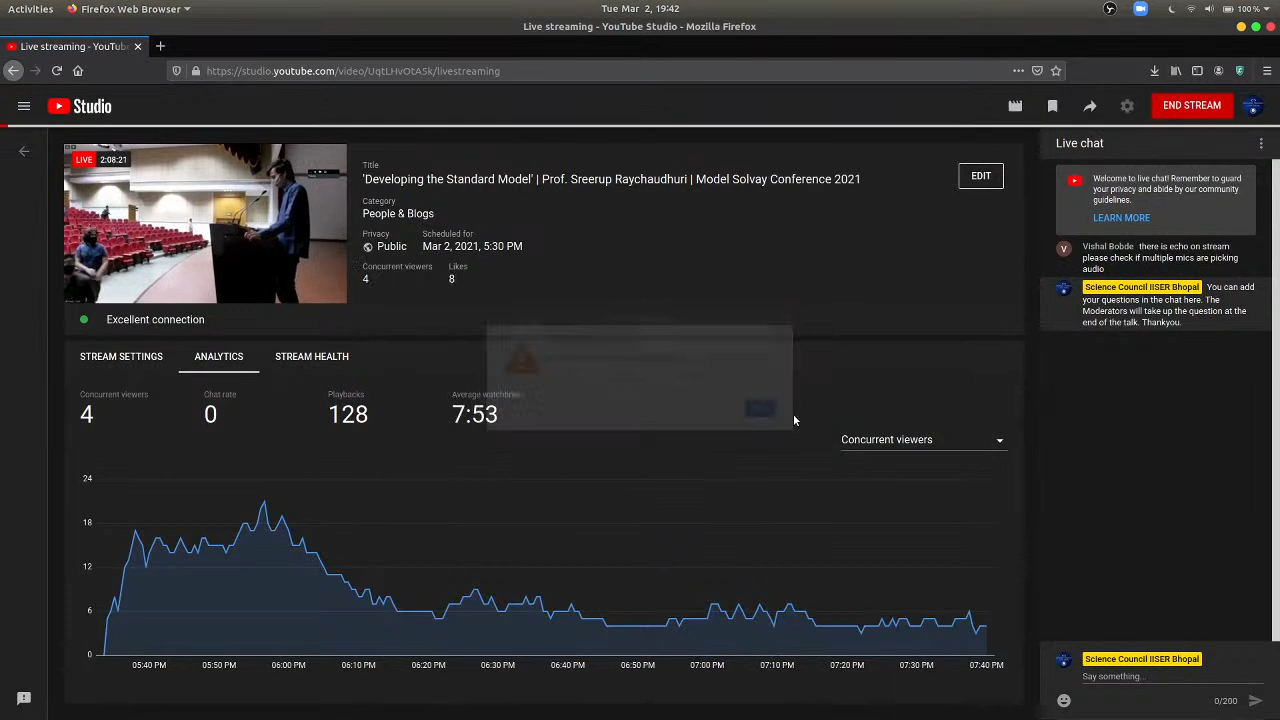 Activities
Firefox Web Browser
Tue Mar 2, 19:42
100 %
Live streaming - YouTube Studio - Mozilla Firefox
Live streaming - YouTub
https://studio.youtube.com/video/UqtLHvOtASk/livestreaming
Studio
END STREAM
LIVE 2:08:21
Title
'Developing the Standard Model' | Prof. Sreerup Raychaudhuri | Model Solvay Conference 2021
EDIT
Category
People & Blogs
Privacy
Public
Scheduled for
Mar 2, 2021, 5:30 PM
Concurrent viewers
4
Likes
8
Excellent connection
STREAM SETTINGS
ANALYTICS
STREAM HEALTH
Concurrent viewers
4
Chat rate
0
Playbacks
128
Average watchtime
7:53
Concurrent viewers
24
18
12
6
0
05:40 PM 05:50 PM 06:00 PM 06:10 PM 06:20 PM 06:30 PM 06:40 PM 06:50 PM 07:00 PM 07:10 PM 07:20 PM 07:30 PM 07:40 PM
Live chat
Welcome to live chat! Remember to guard
your privacy and abide by our community
guidelines.
LEARN MORE
V
Vishal Bobde there is echo on stream
please check if multiple mics are picking
audio
Science Council IISER Bhopal You can add
your questions in the chat here. The
Moderators will take up the question at the
end of the talk. Thankyou.
Science Council IISER Bhopal
Say something...
0/200